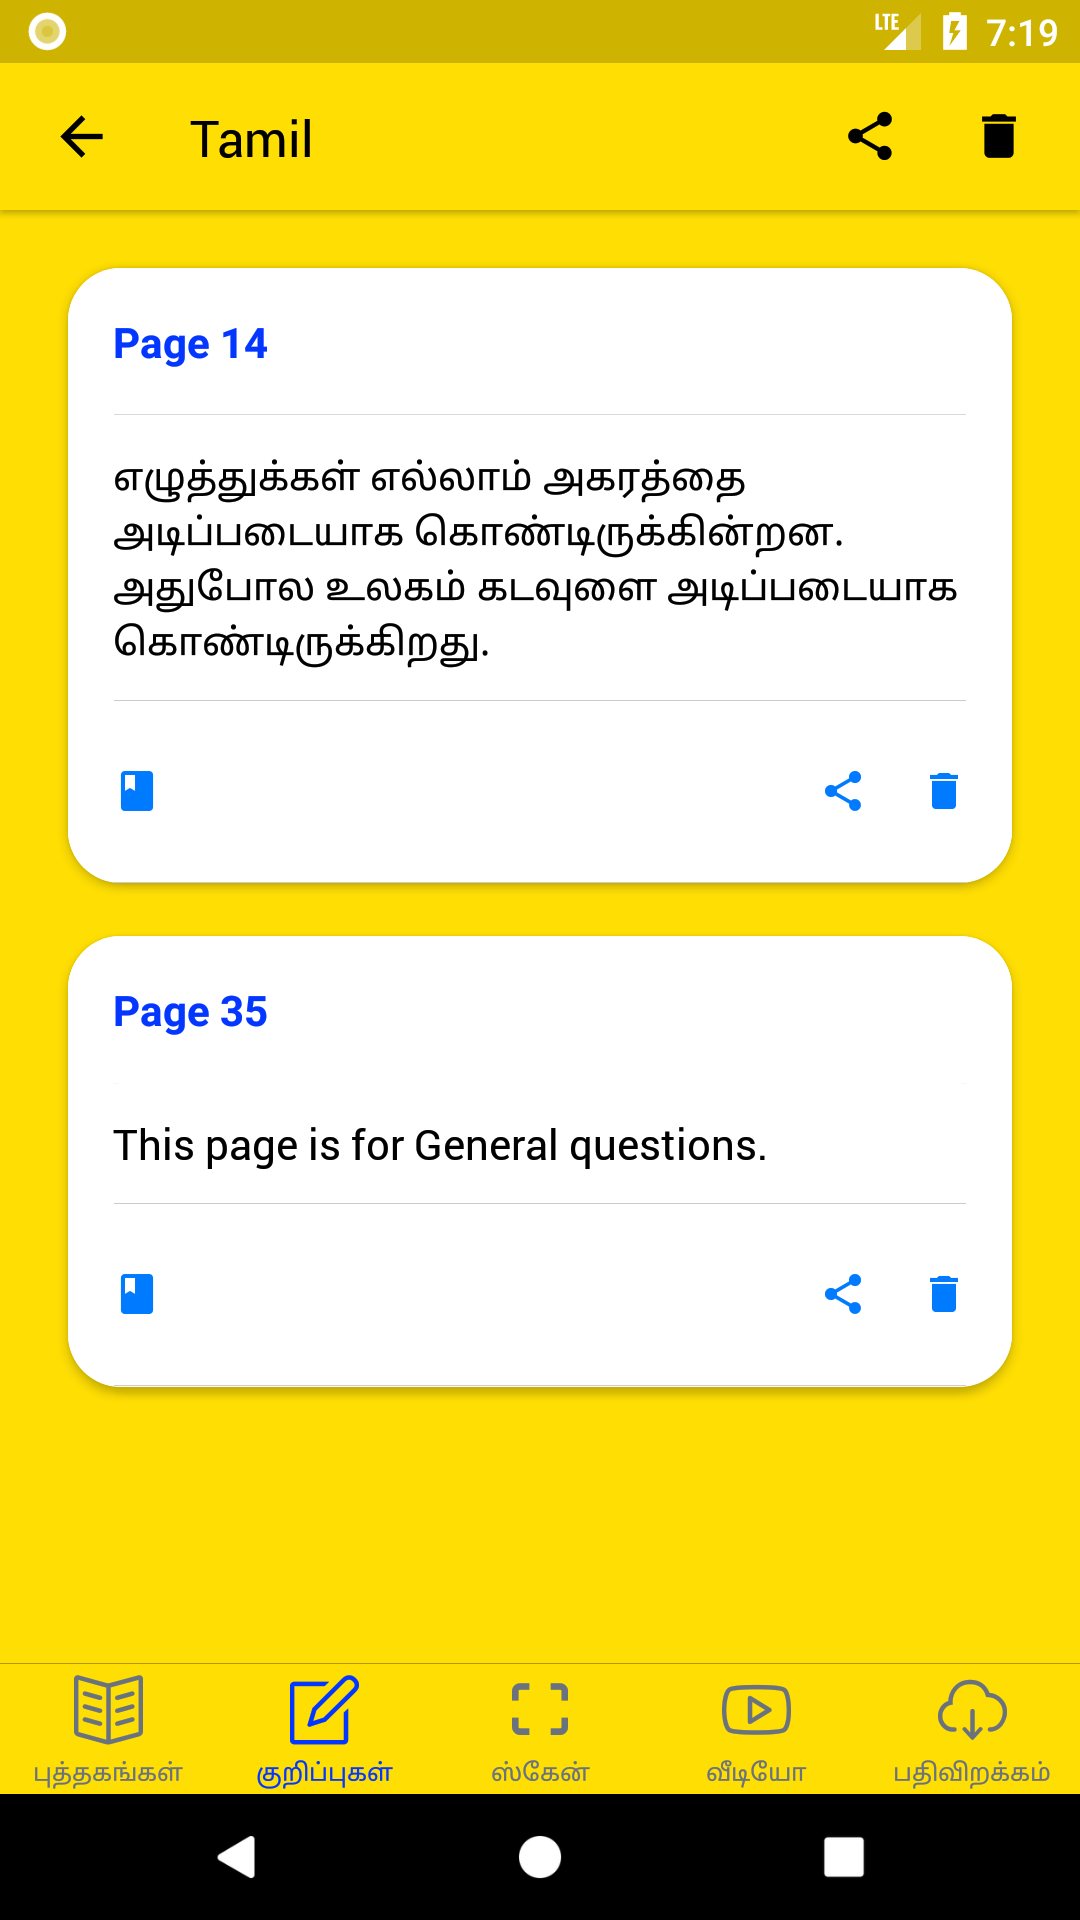 LTE 7:19
Tamil
Page 14
எழுத்துக்கள் எல்லாம் அகரத்தை
அடிப்படையாக கொண்டிருக்கின்றன.
அதுபோல உலகம் கடவுளை அடிப்படையாக
கொண்டிருக்கிறது.
Page 35
This page is for General questions.
புத்தகங்கள் குறிப்புகள் ஸ்கேன் வீடியோ பதிவிறக்கம்